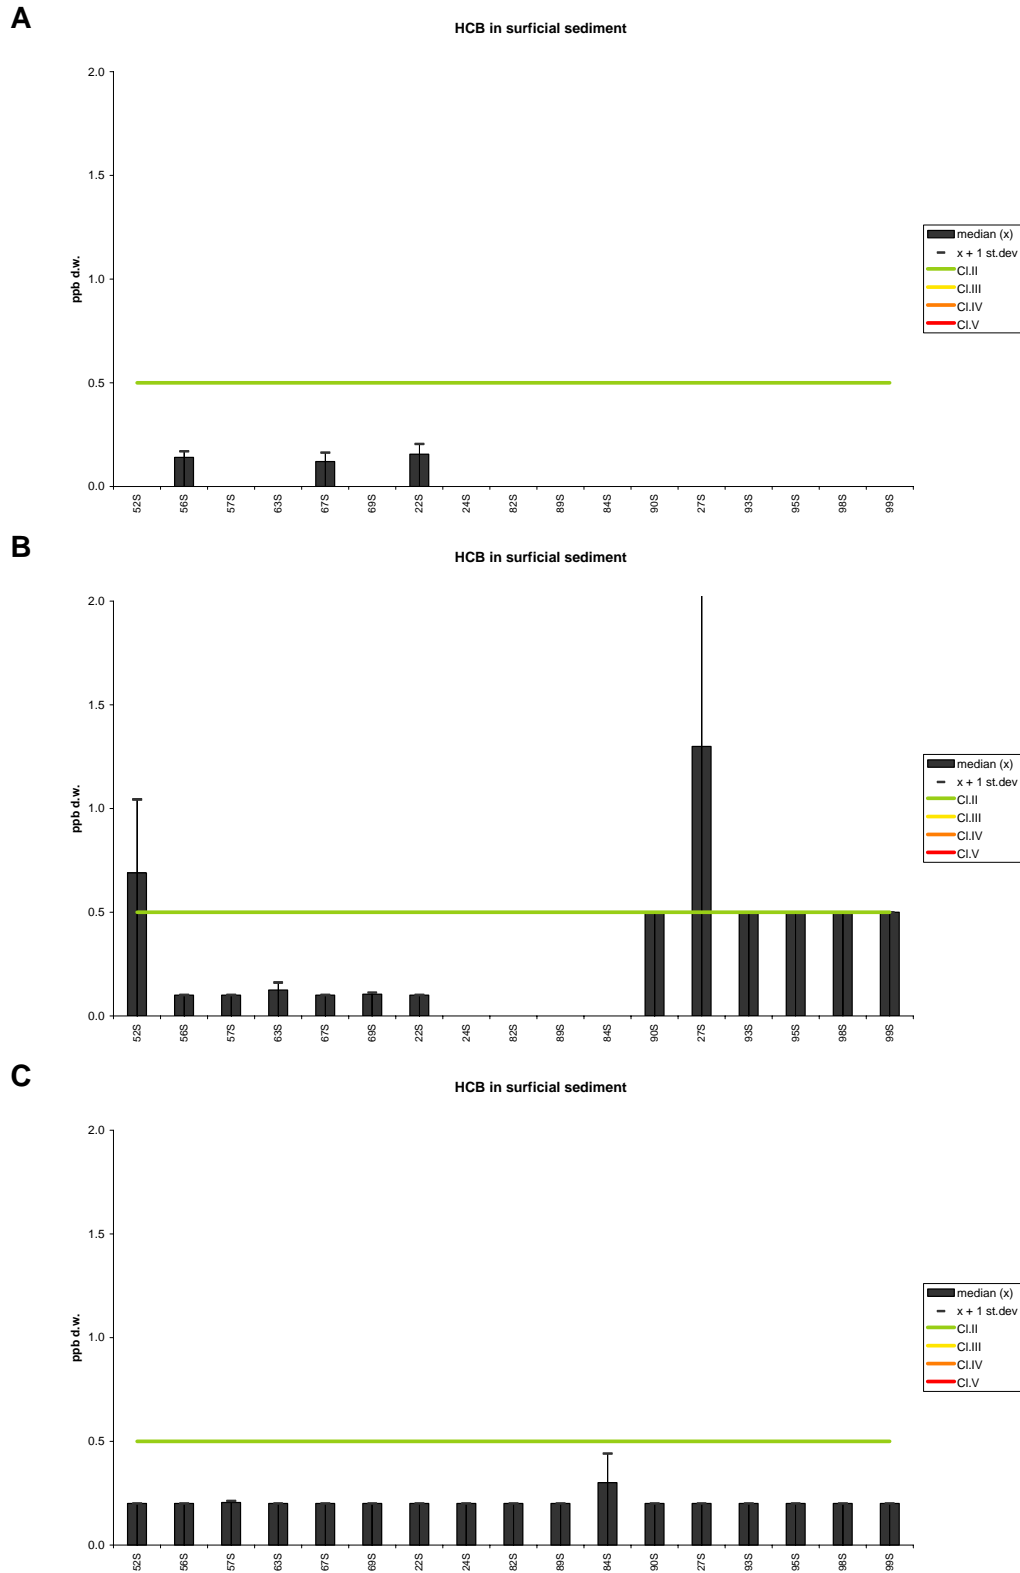 A
HCB in surficial sediment
2.0
1.5
1.0
0.5
0.0
ppb d.w.
52S 56S 57S 63S 67S 69S 22S 24S 82S 89S 84S 90S 27S 93S 95S 98S 99S
median (x)
x + 1 st.dev
Cl.II
Cl.III
Cl.IV
Cl.V
B
HCB in surficial sediment
2.0
1.5
1.0
0.5
0.0
ppb d.w.
52S 56S 57S 63S 67S 69S 22S 24S 82S 89S 84S 90S 27S 93S 95S 98S 99S
median (x)
x + 1 st.dev
Cl.II
Cl.III
Cl.IV
Cl.V
C
HCB in surficial sediment
2.0
1.5
1.0
0.5
0.0
ppb d.w.
52S 56S 57S 63S 67S 69S 22S 24S 82S 89S 84S 90S 27S 93S 95S 98S 99S
median (x)
x + 1 st.dev
Cl.II
Cl.III
Cl.IV
Cl.V